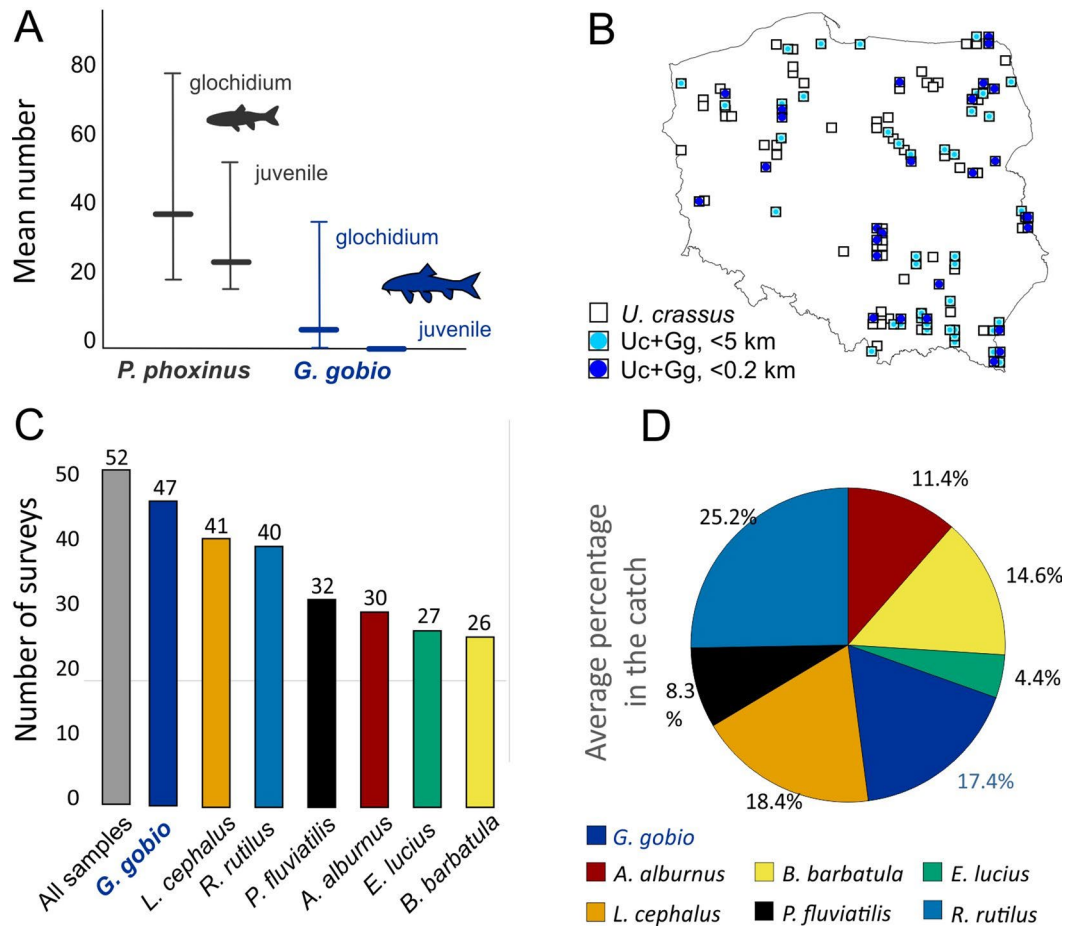 A
Mean number
80
60
40
20
0
glochidium
juvenile
glochidium
juvenile
P. phoxinus
G. gobio
B
U. crassus
Uc+Gg, <5 km
Uc+Gg, <0.2 km
C
Number of surveys
50
40
30
20
10
0
52
47
41
40
32
30
27
26
All samples
G. gobio
L. cephalus
R. rutilus
P. fluviatilis
A. alburnus
E. lucius
B. barbatula
D
Average percentage
in the catch
11.4%
14.6%
4.4%
17.4%
18.4%
8.3
%
25.2%
G. gobio
A. alburnus
B. barbatula
E. lucius
L. cephalus
P. fluviatilis
R. rutilus